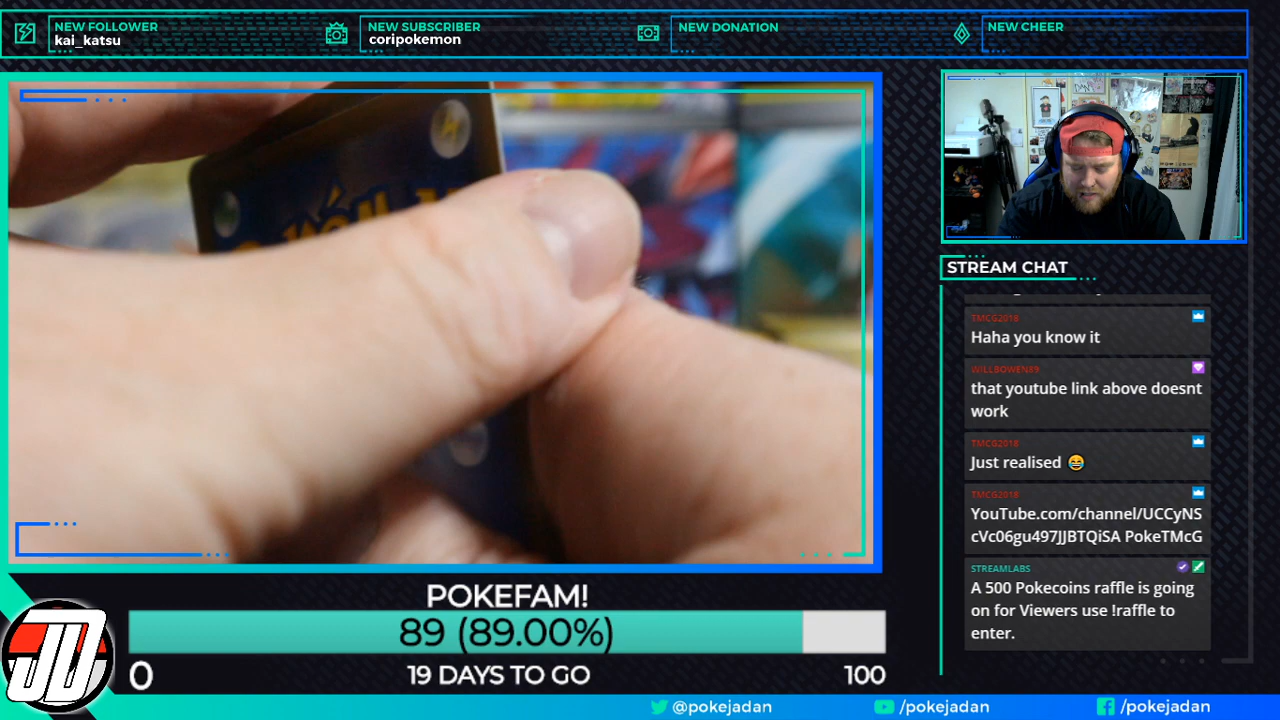 NEW FOLLOWER
kai_katsu
NEW SUBSCRIBER
coripokemon
NEW DONATION
NEW CHEER
STREAM CHAT
TMCG2018
Haha you know it
WILLBOWEN89
that youtube link above doesnt
work
TMCG2018
Just realised 😂
TMCG2018
YouTube.com/channel/UCCyNS
cVc06gu497JJBTQiSA PokeTMcG
STREAMLABS
A 500 Pokecoins raffle is going
on for Viewers use !raffle to
enter.
POKEFAM!
89 (89.00%)
0
19 DAYS TO GO
100
@pokejadan
/pokejadan
/pokejadan